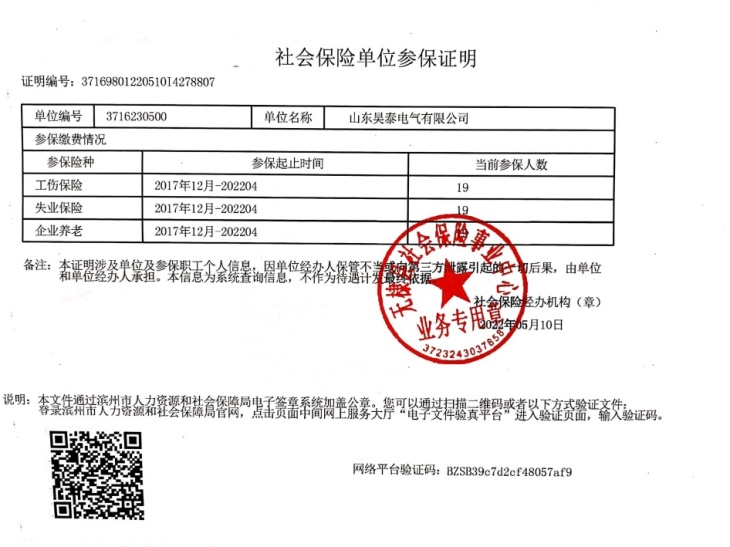 社会保险单位参保证明
证明编号：37169801220510I4278807
单位编号 3716230500 单位名称 山东昊泰电气有限公司
参保缴费情况
参保险种 参保起止时间 当前参保人数
工伤保险 2017年12月-202204 19
失业保险 2017年12月-202204 19
企业养老 2017年12月-202204 19
备注：本证明涉及单位及参保职工个人信息，因单位经办人保管不当或向第三方泄露引起的一切后果，由单位
和单位经办人承担。本信息为系统查询信息，不作为待遇计发最终依据。
无棣县社会保险事业中心
业务专用章
3723243037858
社会保险经办机构（章）
2022年05月10日
说明：本文件通过滨州市人力资源和社会保障局电子签章系统加盖公章。您可以通过扫描二维码或者以下方式验证文件：
登录滨州市人力资源和社会保障局官网，点击页面中间网上服务大厅“电子文件验真平台”进入验证页面，输入验证码。
网络平台验证码：BZSB39c7d2cf48057af9